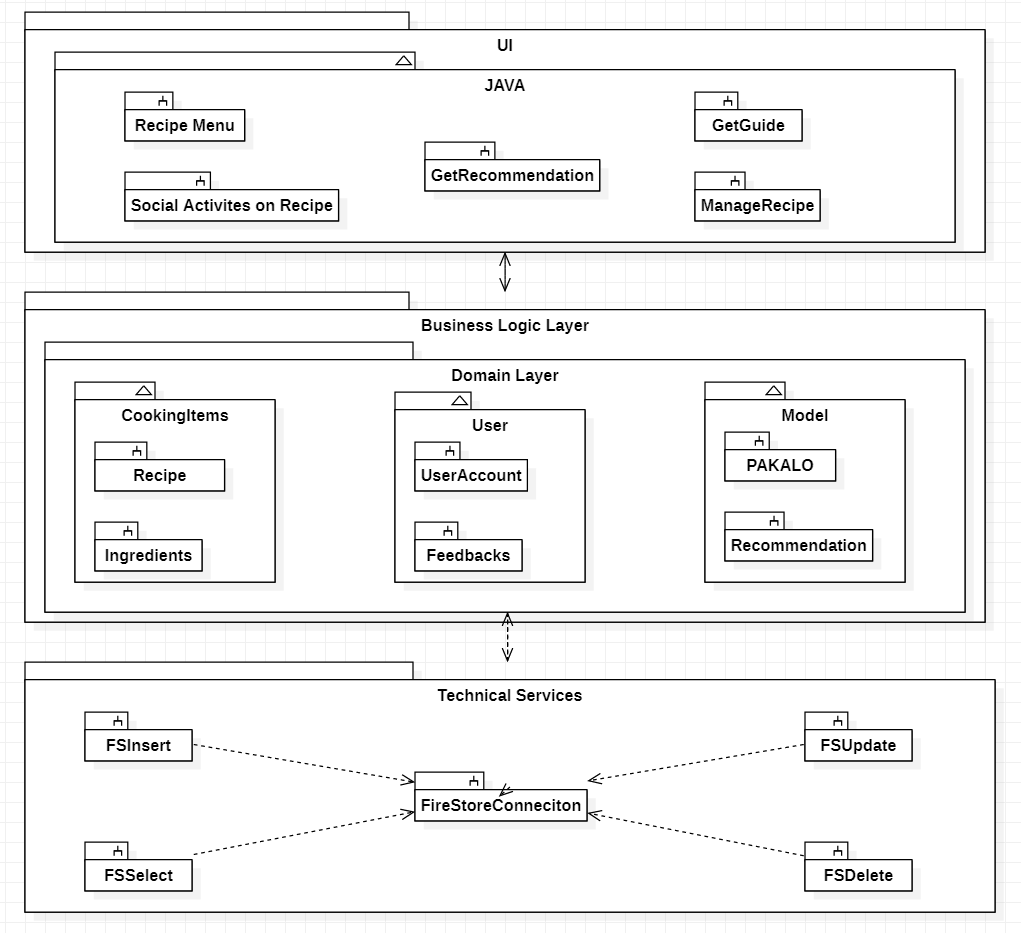 UI
JAVA
Recipe Menu
GetGuide
GetRecommendation
Social Activites on Recipe
ManageRecipe
Business Logic Layer
Domain Layer
CookingItems
User
Model
Recipe
UserAccount
PAKALO
Ingredients
Feedbacks
Recommendation
Technical Services
FSInsert
FSUpdate
FireStoreConneciton
FSSelect
FSDelete